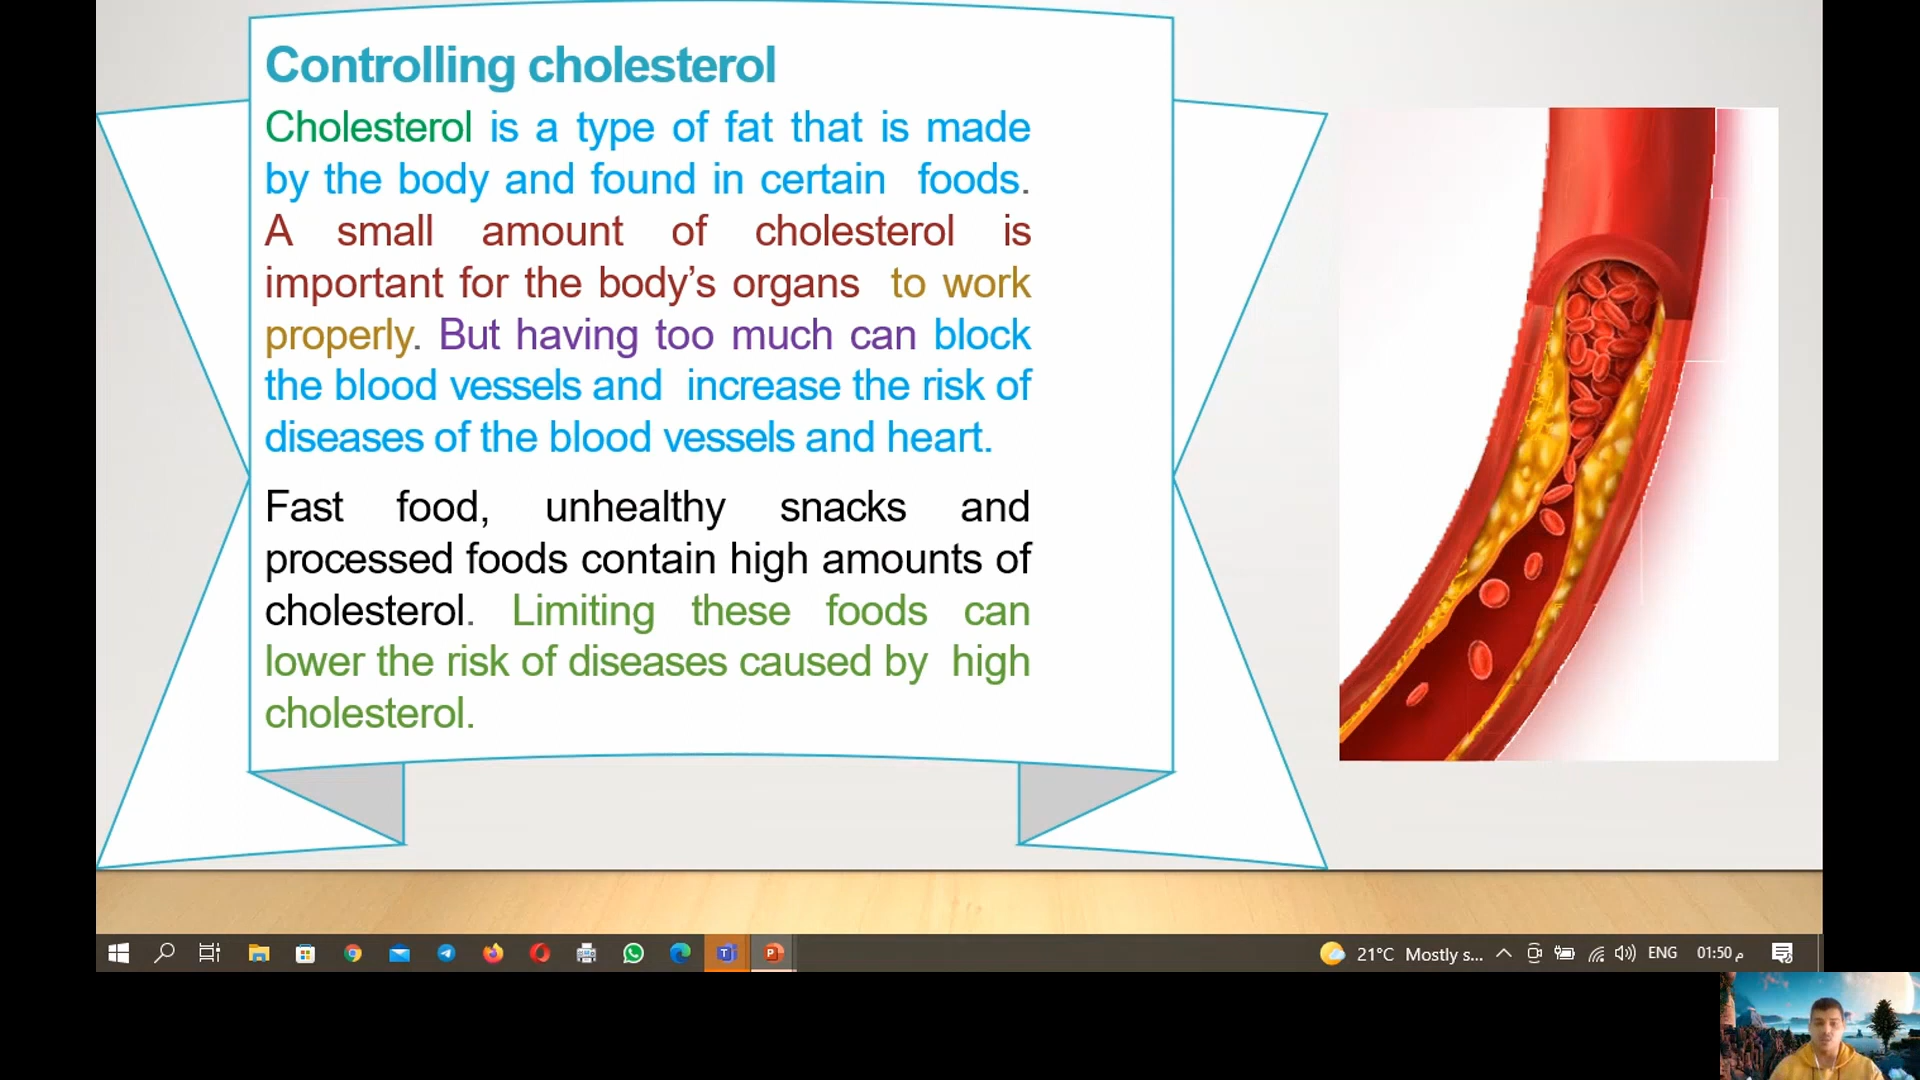 Controlling cholesterol
Cholesterol is a type of fat that is made
by the body and found in certain foods.
A small amount of cholesterol is
important for the body’s organs to work
properly. But having too much can block
the blood vessels and increase the risk of
diseases of the blood vessels and heart.
Fast food, unhealthy snacks and
processed foods contain high amounts of
cholesterol. Limiting these foods can
lower the risk of diseases caused by high
cholesterol.
21°C Mostly s... ENG 01:50 م